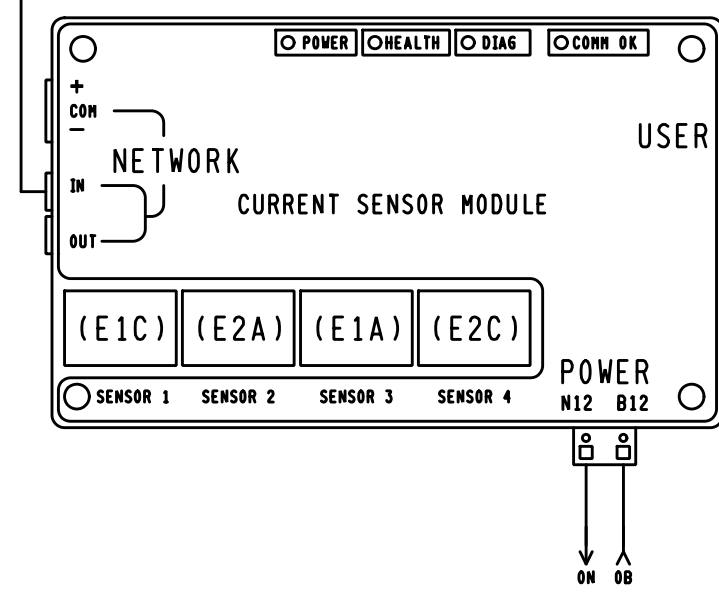 POWER HEALTH DIAG COMM OK
+
COM
−
USER
NETWORK
IN
CURRENT SENSOR MODULE
OUT
(E1C) (E2A) (E1A) (E2C)
POWER
SENSOR 1 SENSOR 2 SENSOR 3 SENSOR 4
N12 B12
ON OB